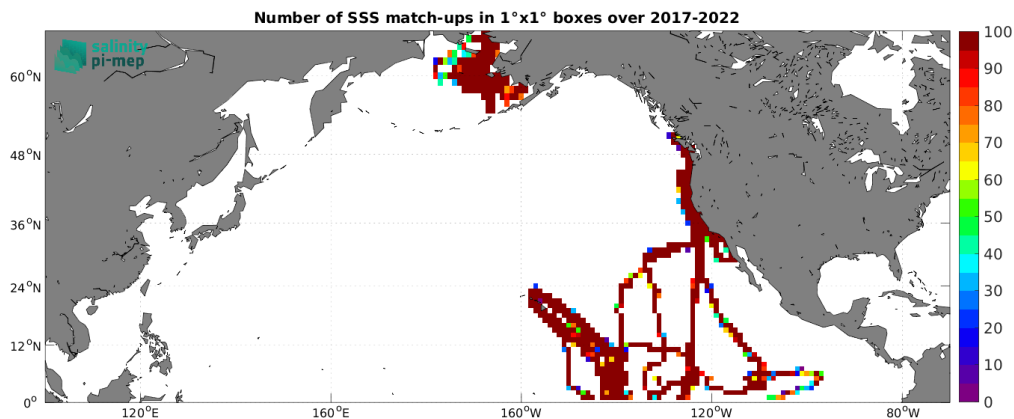 Number of SSS match-ups in 1°x1° boxes over 2017-2022
salinity
pi-mep
60°N
48°N
36°N
24°N
12°N
0°
120°E
160°E
160°W
120°W
80°W
100
90
80
70
60
50
40
30
20
10
0